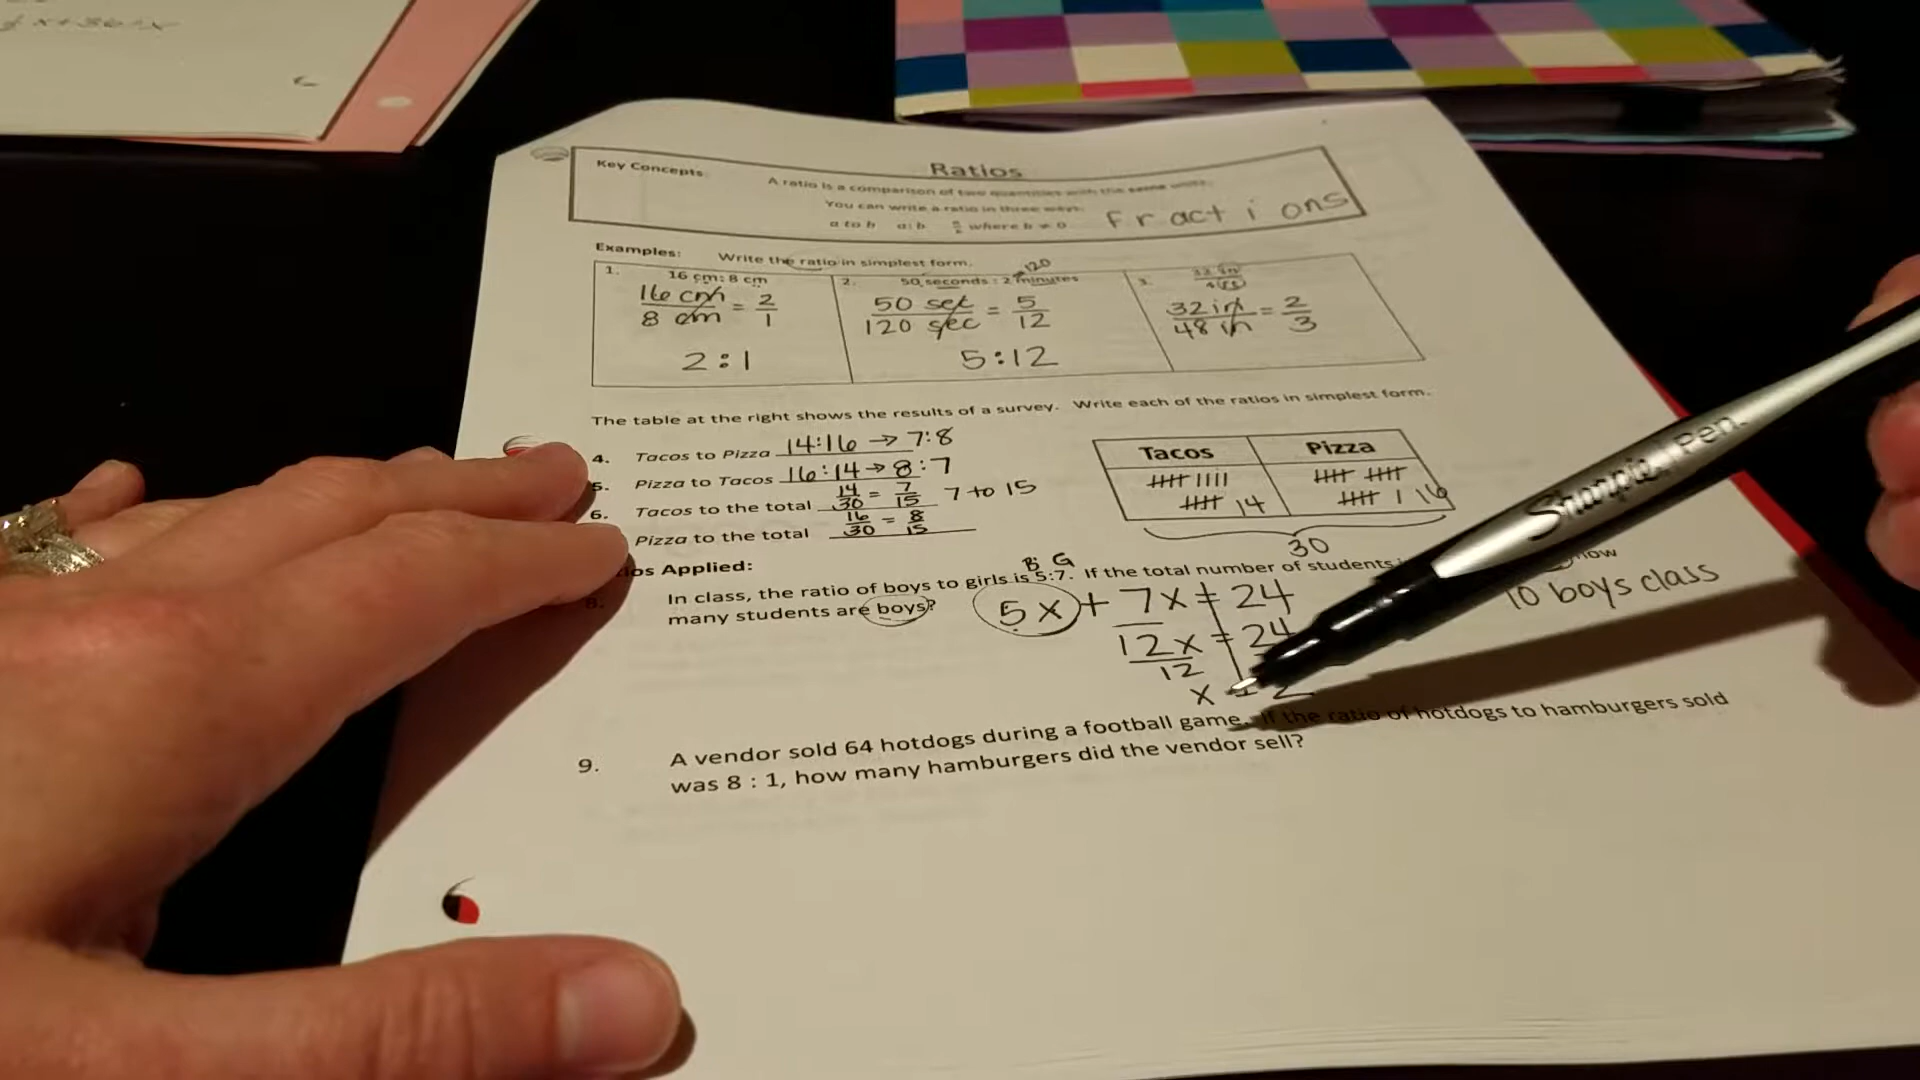 Ratios
Key Concepts
A ratio is a comparison of two quantities with the same units.
You can write a ratio in three ways:
a to b a:b a/b where b ≠ 0
Fractions
Examples: Write the ratio in simplest form.
1. 16 cm: 8 cm
16 cm / 8 cm = 2/1
2:1
2. 50 seconds : 2 minutes
120
50 sec / 120 sec = 5/12
5:12
3.
32 in / 48 in = 2/3
The table at the right shows the results of a survey. Write each of the ratios in simplest form.
4. Tacos to Pizza 14:16 → 7:8
5. Pizza to Tacos 16:14 → 8:7
6. Tacos to the total 14/30 = 7/15 7 to 15
Pizza to the total 16/30 = 8/15
Tacos Pizza
14 16
30
ios Applied:
B G
8. In class, the ratio of boys to girls is 5:7. If the total number of students
many students are boys?
5x + 7x = 24
12x = 24
12
x = 2
10 boys class
Sharpie Pen.
9. A vendor sold 64 hotdogs during a football game. If the ratio of hotdogs to hamburgers sold
was 8 : 1, how many hamburgers did the vendor sell?